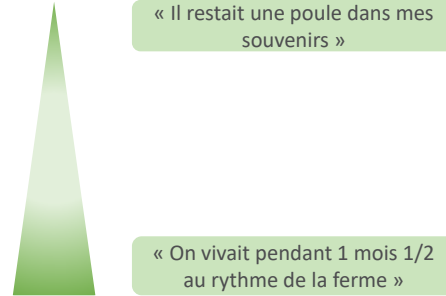 « Il restait une poule dans mes
souvenirs »
« On vivait pendant 1 mois 1/2
au rythme de la ferme »